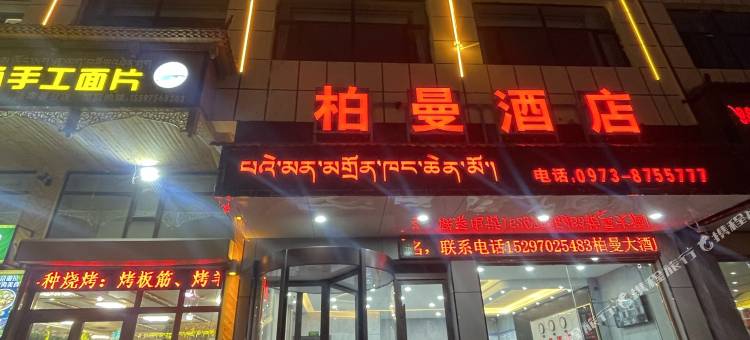 手工面片
柏曼酒店
པའེ་མན་མགྲོན་ཁང་ཆེན་མོ།
电话.0973-8755777
名,联系电话15297025483柏曼大酒
种烧烤:烤板筋、烤羊
携程旅行